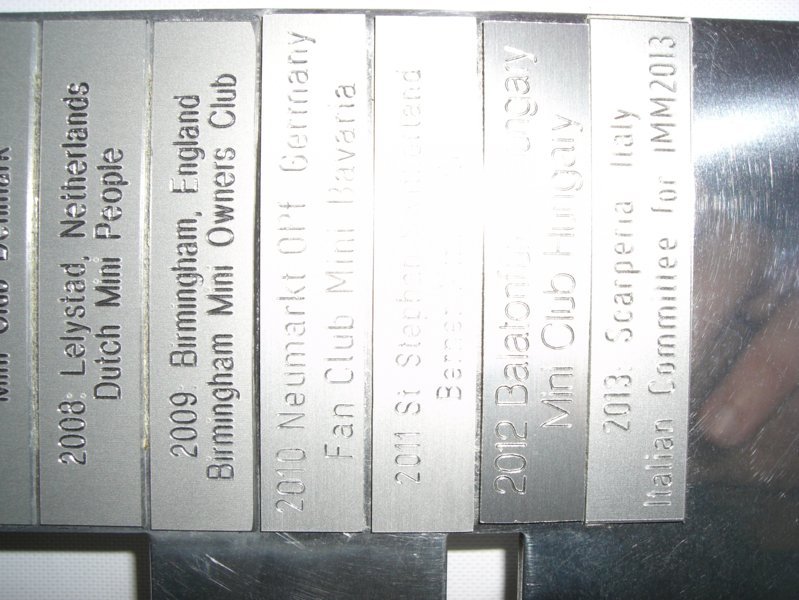 Mini Club Denmark
2008: Lelystad, Netherlands
Dutch Mini People
2009: Birmingham, England
Birmingham Mini Owners Club
2010 Neumarkt OPf Germany
Fan Club Mini Bavaria
2011 St Stephan
2012
Mini Club Hungary
2013: Scarperia Italy
Italian Committee for IMM2013